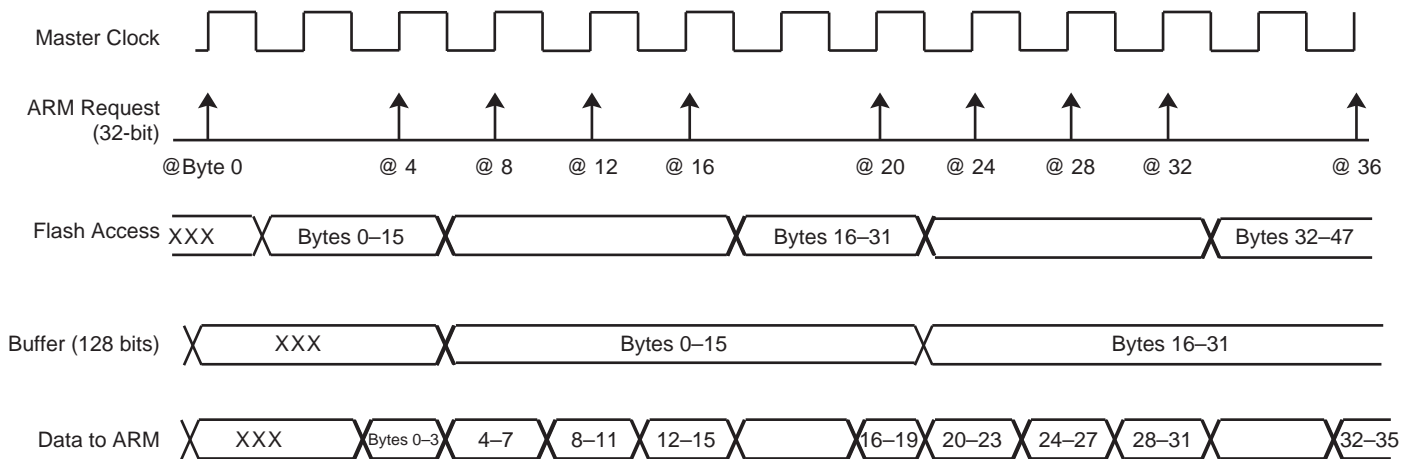 Master Clock
ARM Request
(32-bit)
@Byte 0 @ 4 @ 8 @ 12 @ 16 @ 20 @ 24 @ 28 @ 32 @ 36
Flash Access XXX Bytes 0–15 Bytes 16–31 Bytes 32–47
Buffer (128 bits) XXX Bytes 0–15 Bytes 16–31
Data to ARM XXX Bytes 0–3 4–7 8–11 12–15 16–19 20–23 24–27 28–31 32–35